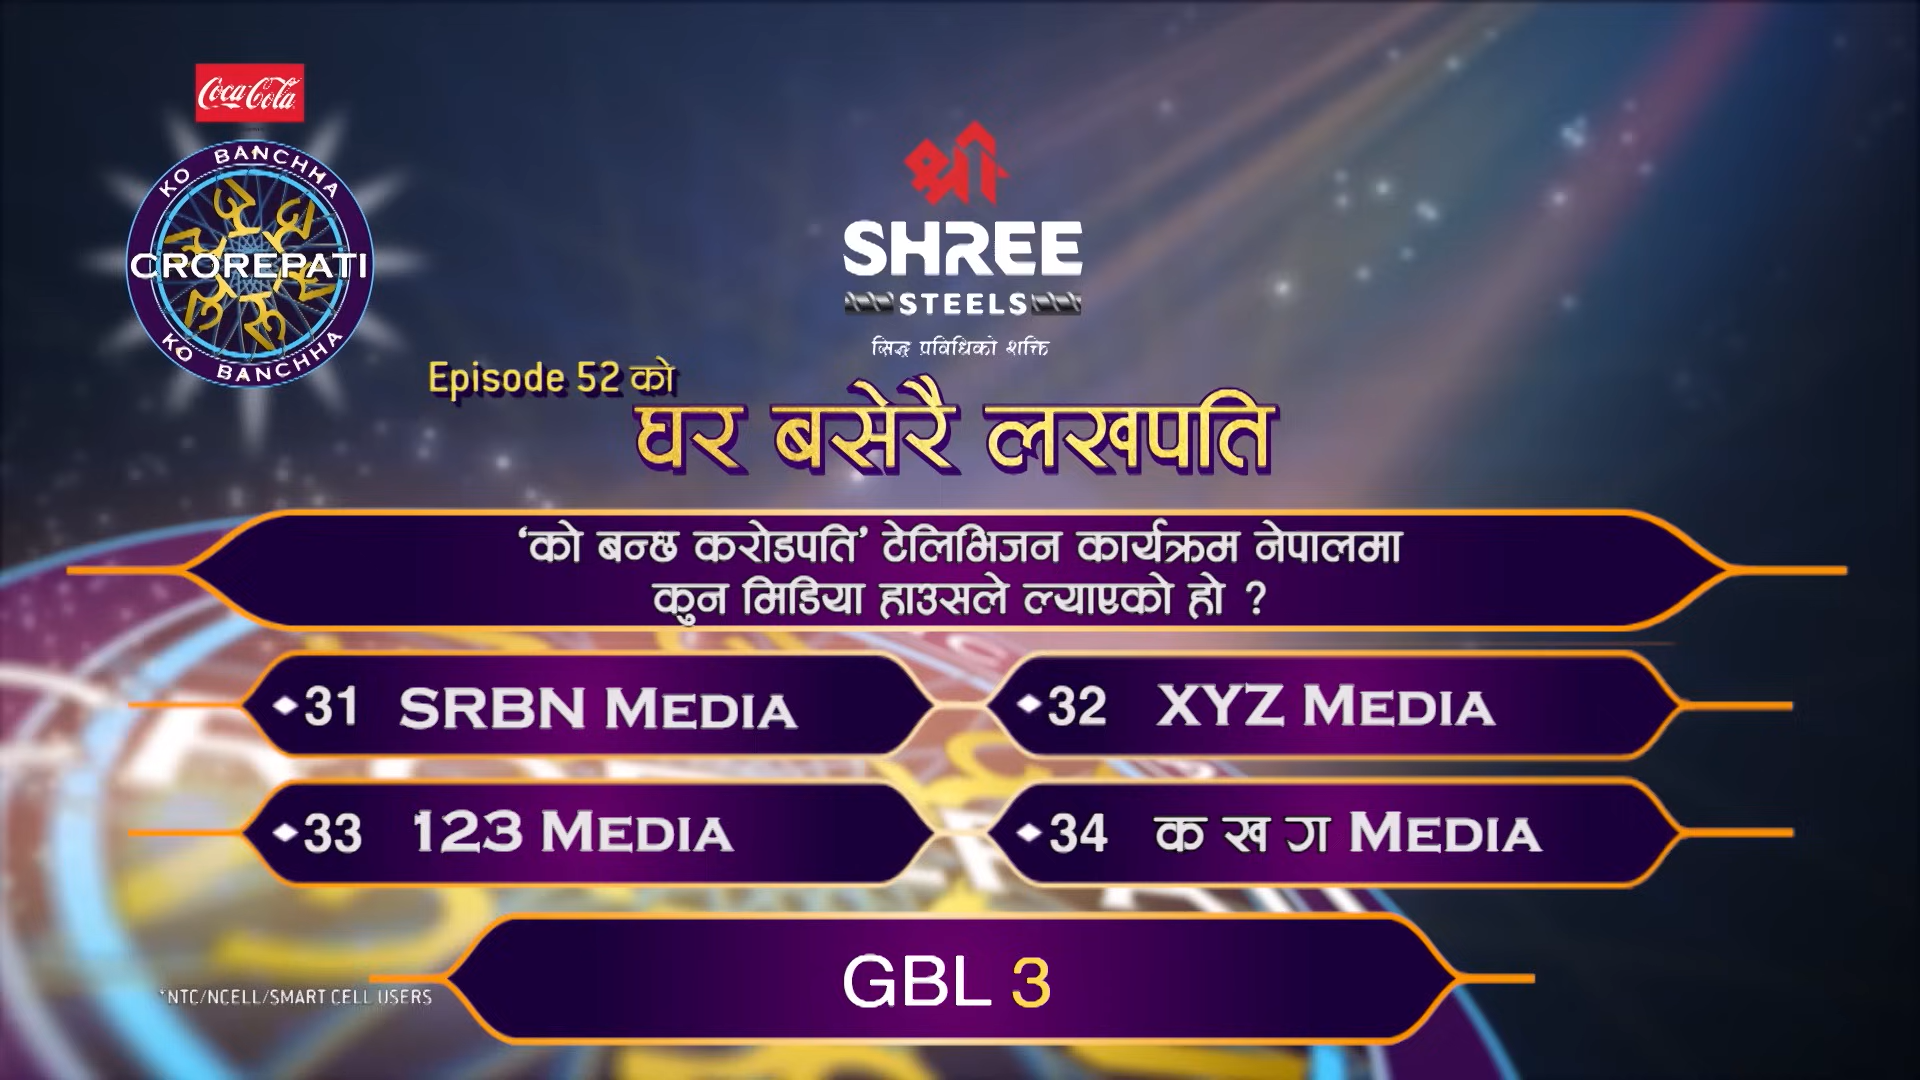 Coca-Cola
KO BANCHHA
CROREPATI
KO BANCHHA
श्री
SHREE
STEELS
सिद्ध प्रविधिको शक्ति
Episode 52 को
घर बसेरै लखपति
‘को बन्छ करोडपति’ टेलिभिजन कार्यक्रम नेपालमा
कुन मिडिया हाउसले ल्याएको हो ?
31 SRBN MEDIA
32 XYZ MEDIA
33 123 MEDIA
34 क ख ग MEDIA
GBL 3
*NTC/NCELL/SMART CELL USERS